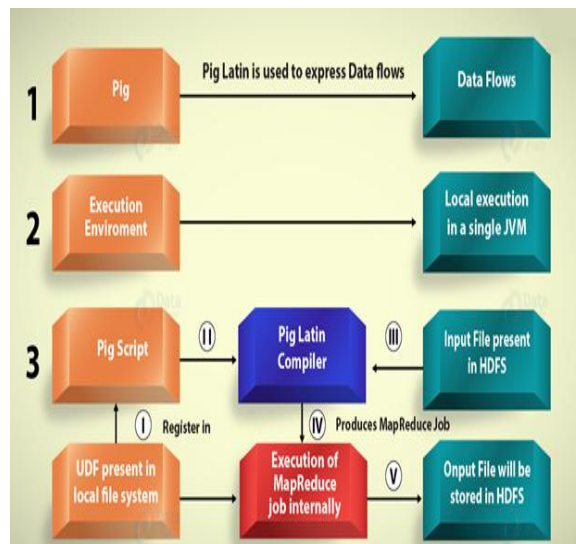 1
Pig
Pig Latin is used to express Data flows
Data Flows
2
Execution
Enviroment
Local execution
in a single JVM
3
Pig Script
II
Pig Latin
Compiler
III
Input File present
in HDFS
I
Register in
IV
Produces MapReduce Job
UDF present in
local file system
Execution of
MapReduce
job internally
V
Onput File will be
stored in HDFS